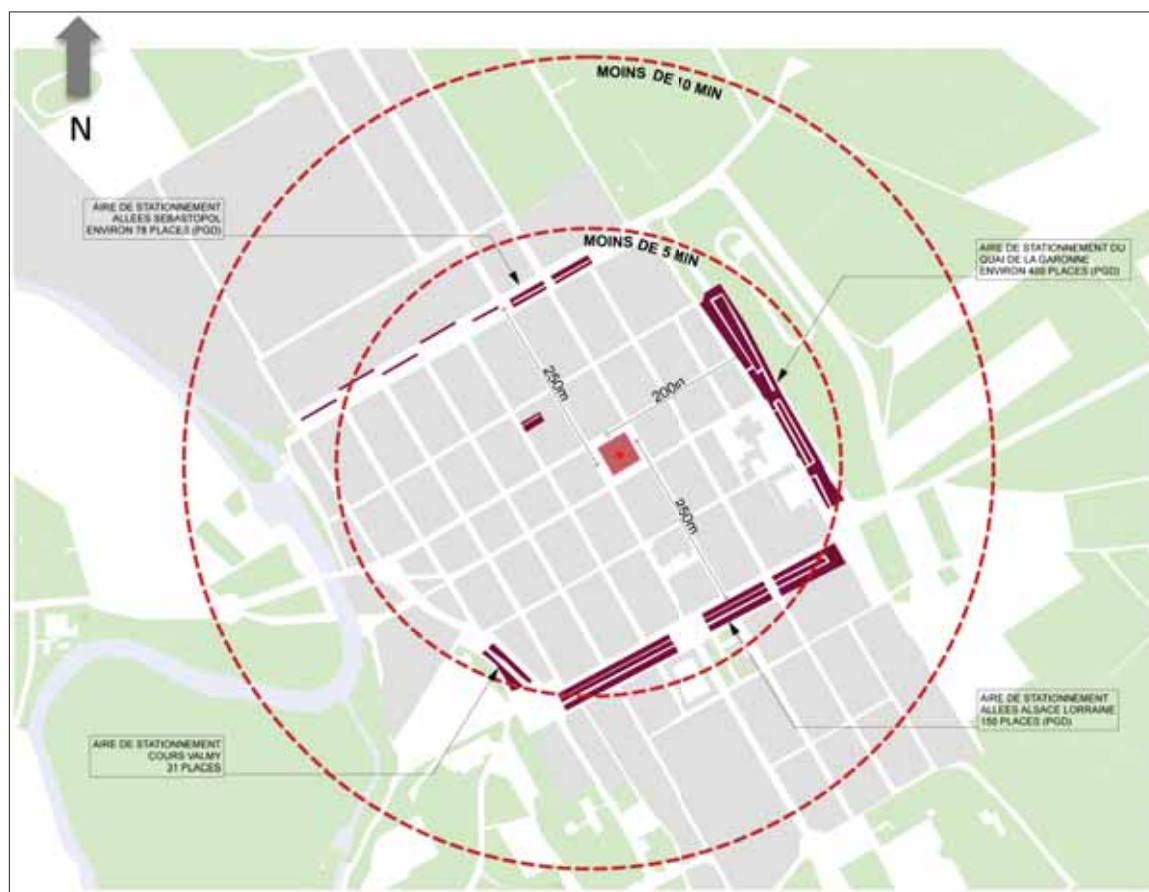 N
MOINS DE 10 MIN
MOINS DE 5 MIN
AIRE DE STATIONNEMENT
ALLEES SEBASTOPOL
ENVIRON 78 PLACES (PGD)
AIRE DE STATIONNEMENT DU
QUAI DE LA GARONNE
ENVIRON 400 PLACES (PGD)
250m
200m
250m
AIRE DE STATIONNEMENT
ALLEES ALSACE LORRAINE
150 PLACES (PGD)
AIRE DE STATIONNEMENT
COURS VALMY
31 PLACES